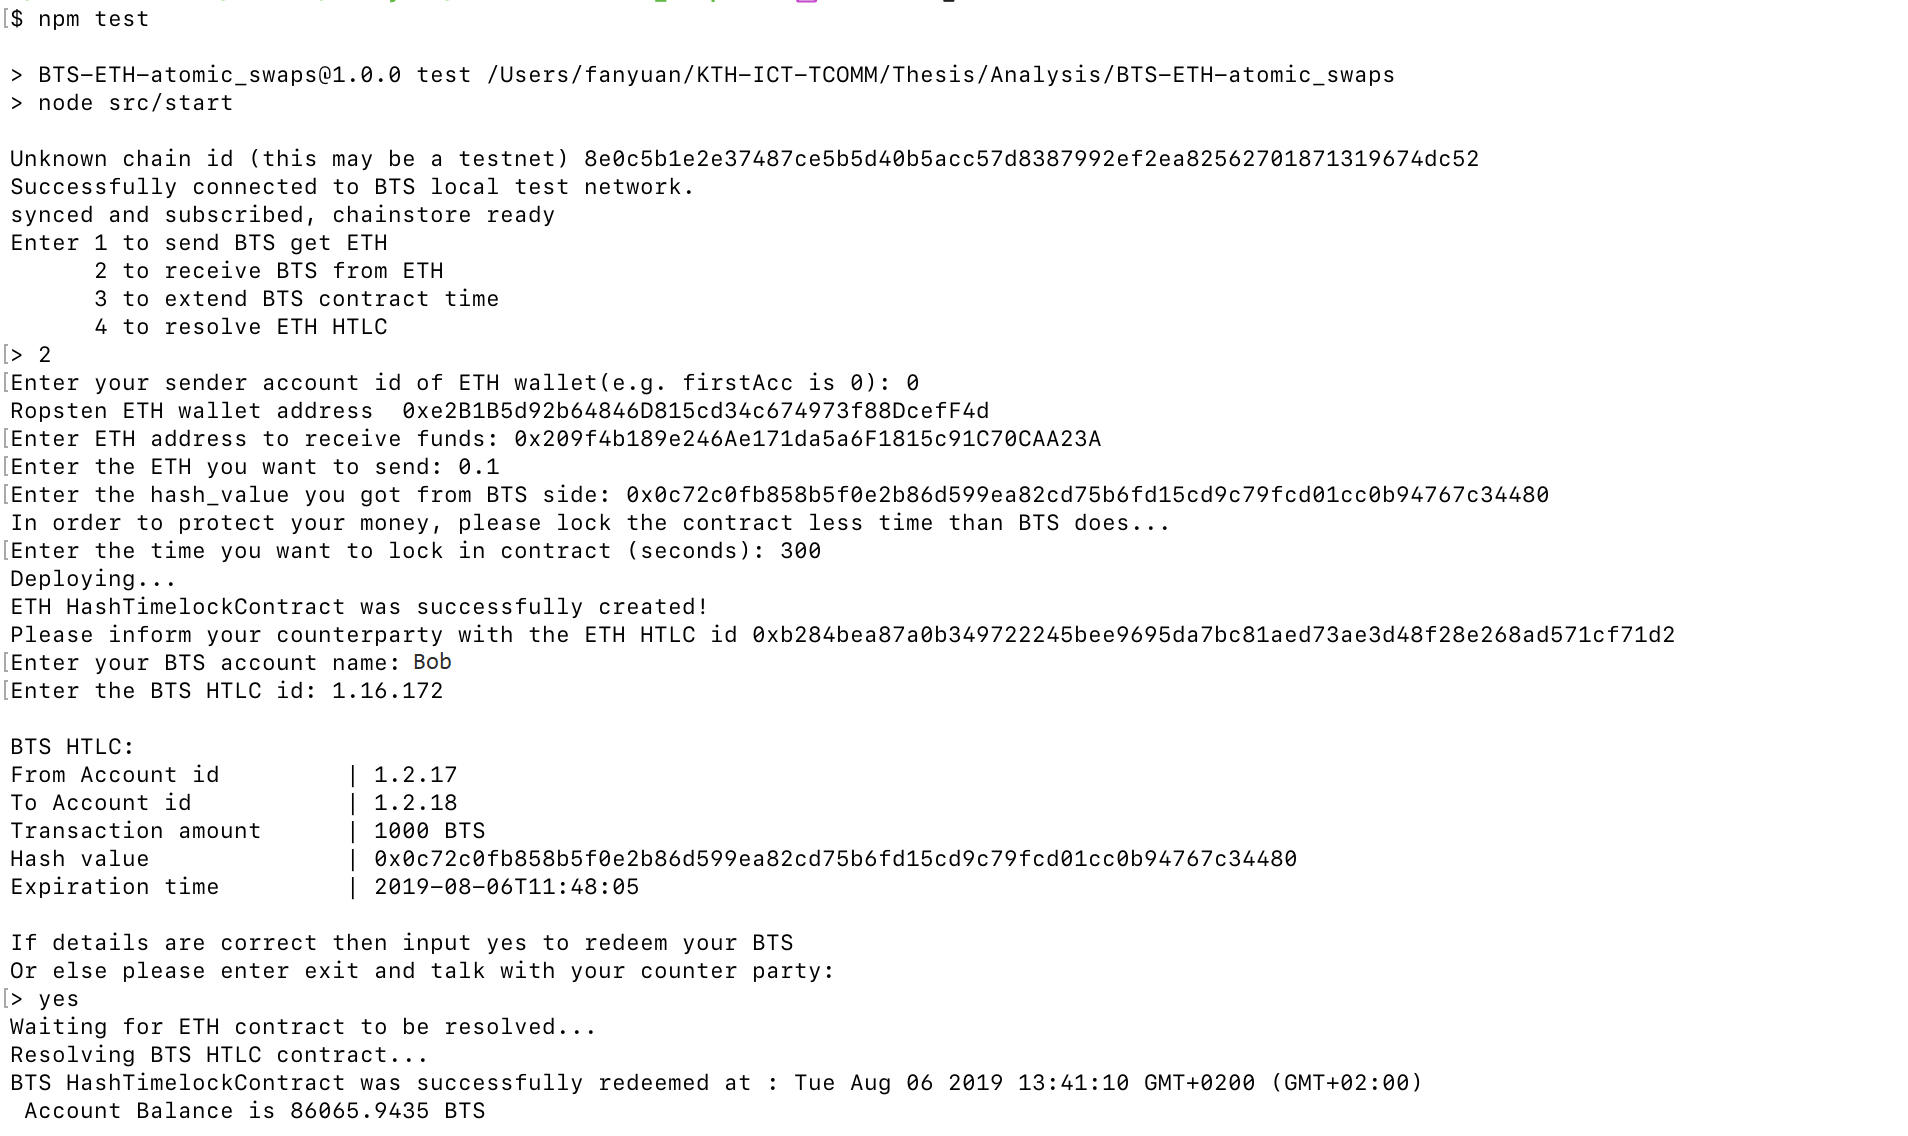 $ npm test
> BTS-ETH-atomic_swaps@1.0.0 test /Users/fanyuan/KTH-ICT-TCOMM/Thesis/Analysis/BTS-ETH-atomic_swaps
> node src/start
Unknown chain id (this may be a testnet) 8e0c5b1e2e37487ce5b5d40b5acc57d8387992ef2ea82562701871319674dc52
Successfully connected to BTS local test network.
synced and subscribed, chainstore ready
Enter 1 to send BTS get ETH
2 to receive BTS from ETH
3 to extend BTS contract time
4 to resolve ETH HTLC
> 2
Enter your sender account id of ETH wallet(e.g. firstAcc is 0): 0
Ropsten ETH wallet address  0xe2B1B5d92b64846D815cd34c674973f88DcefF4d
Enter ETH address to receive funds: 0x209f4b189e246Ae171da5a6F1815c91C70CAA23A
Enter the ETH you want to send: 0.1
Enter the hash_value you got from BTS side: 0x0c72c0fb858b5f0e2b86d599ea82cd75b6fd15cd9c79fcd01cc0b94767c34480
In order to protect your money, please lock the contract less time than BTS does...
Enter the time you want to lock in contract (seconds): 300
Deploying...
ETH HashTimelockContract was successfully created!
Please inform your counterparty with the ETH HTLC id 0xb284bea87a0b349722245bee9695da7bc81aed73ae3d48f28e268ad571cf71d2
Enter your BTS account name: Bob
Enter the BTS HTLC id: 1.16.172
BTS HTLC:
From Account id | 1.2.17
To Account id | 1.2.18
Transaction amount | 1000 BTS
Hash value | 0x0c72c0fb858b5f0e2b86d599ea82cd75b6fd15cd9c79fcd01cc0b94767c34480
Expiration time | 2019-08-06T11:48:05
If details are correct then input yes to redeem your BTS
Or else please enter exit and talk with your counter party:
> yes
Waiting for ETH contract to be resolved...
Resolving BTS HTLC contract...
BTS HashTimelockContract was successfully redeemed at : Tue Aug 06 2019 13:41:10 GMT+0200 (GMT+02:00)
Account Balance is 86065.9435 BTS